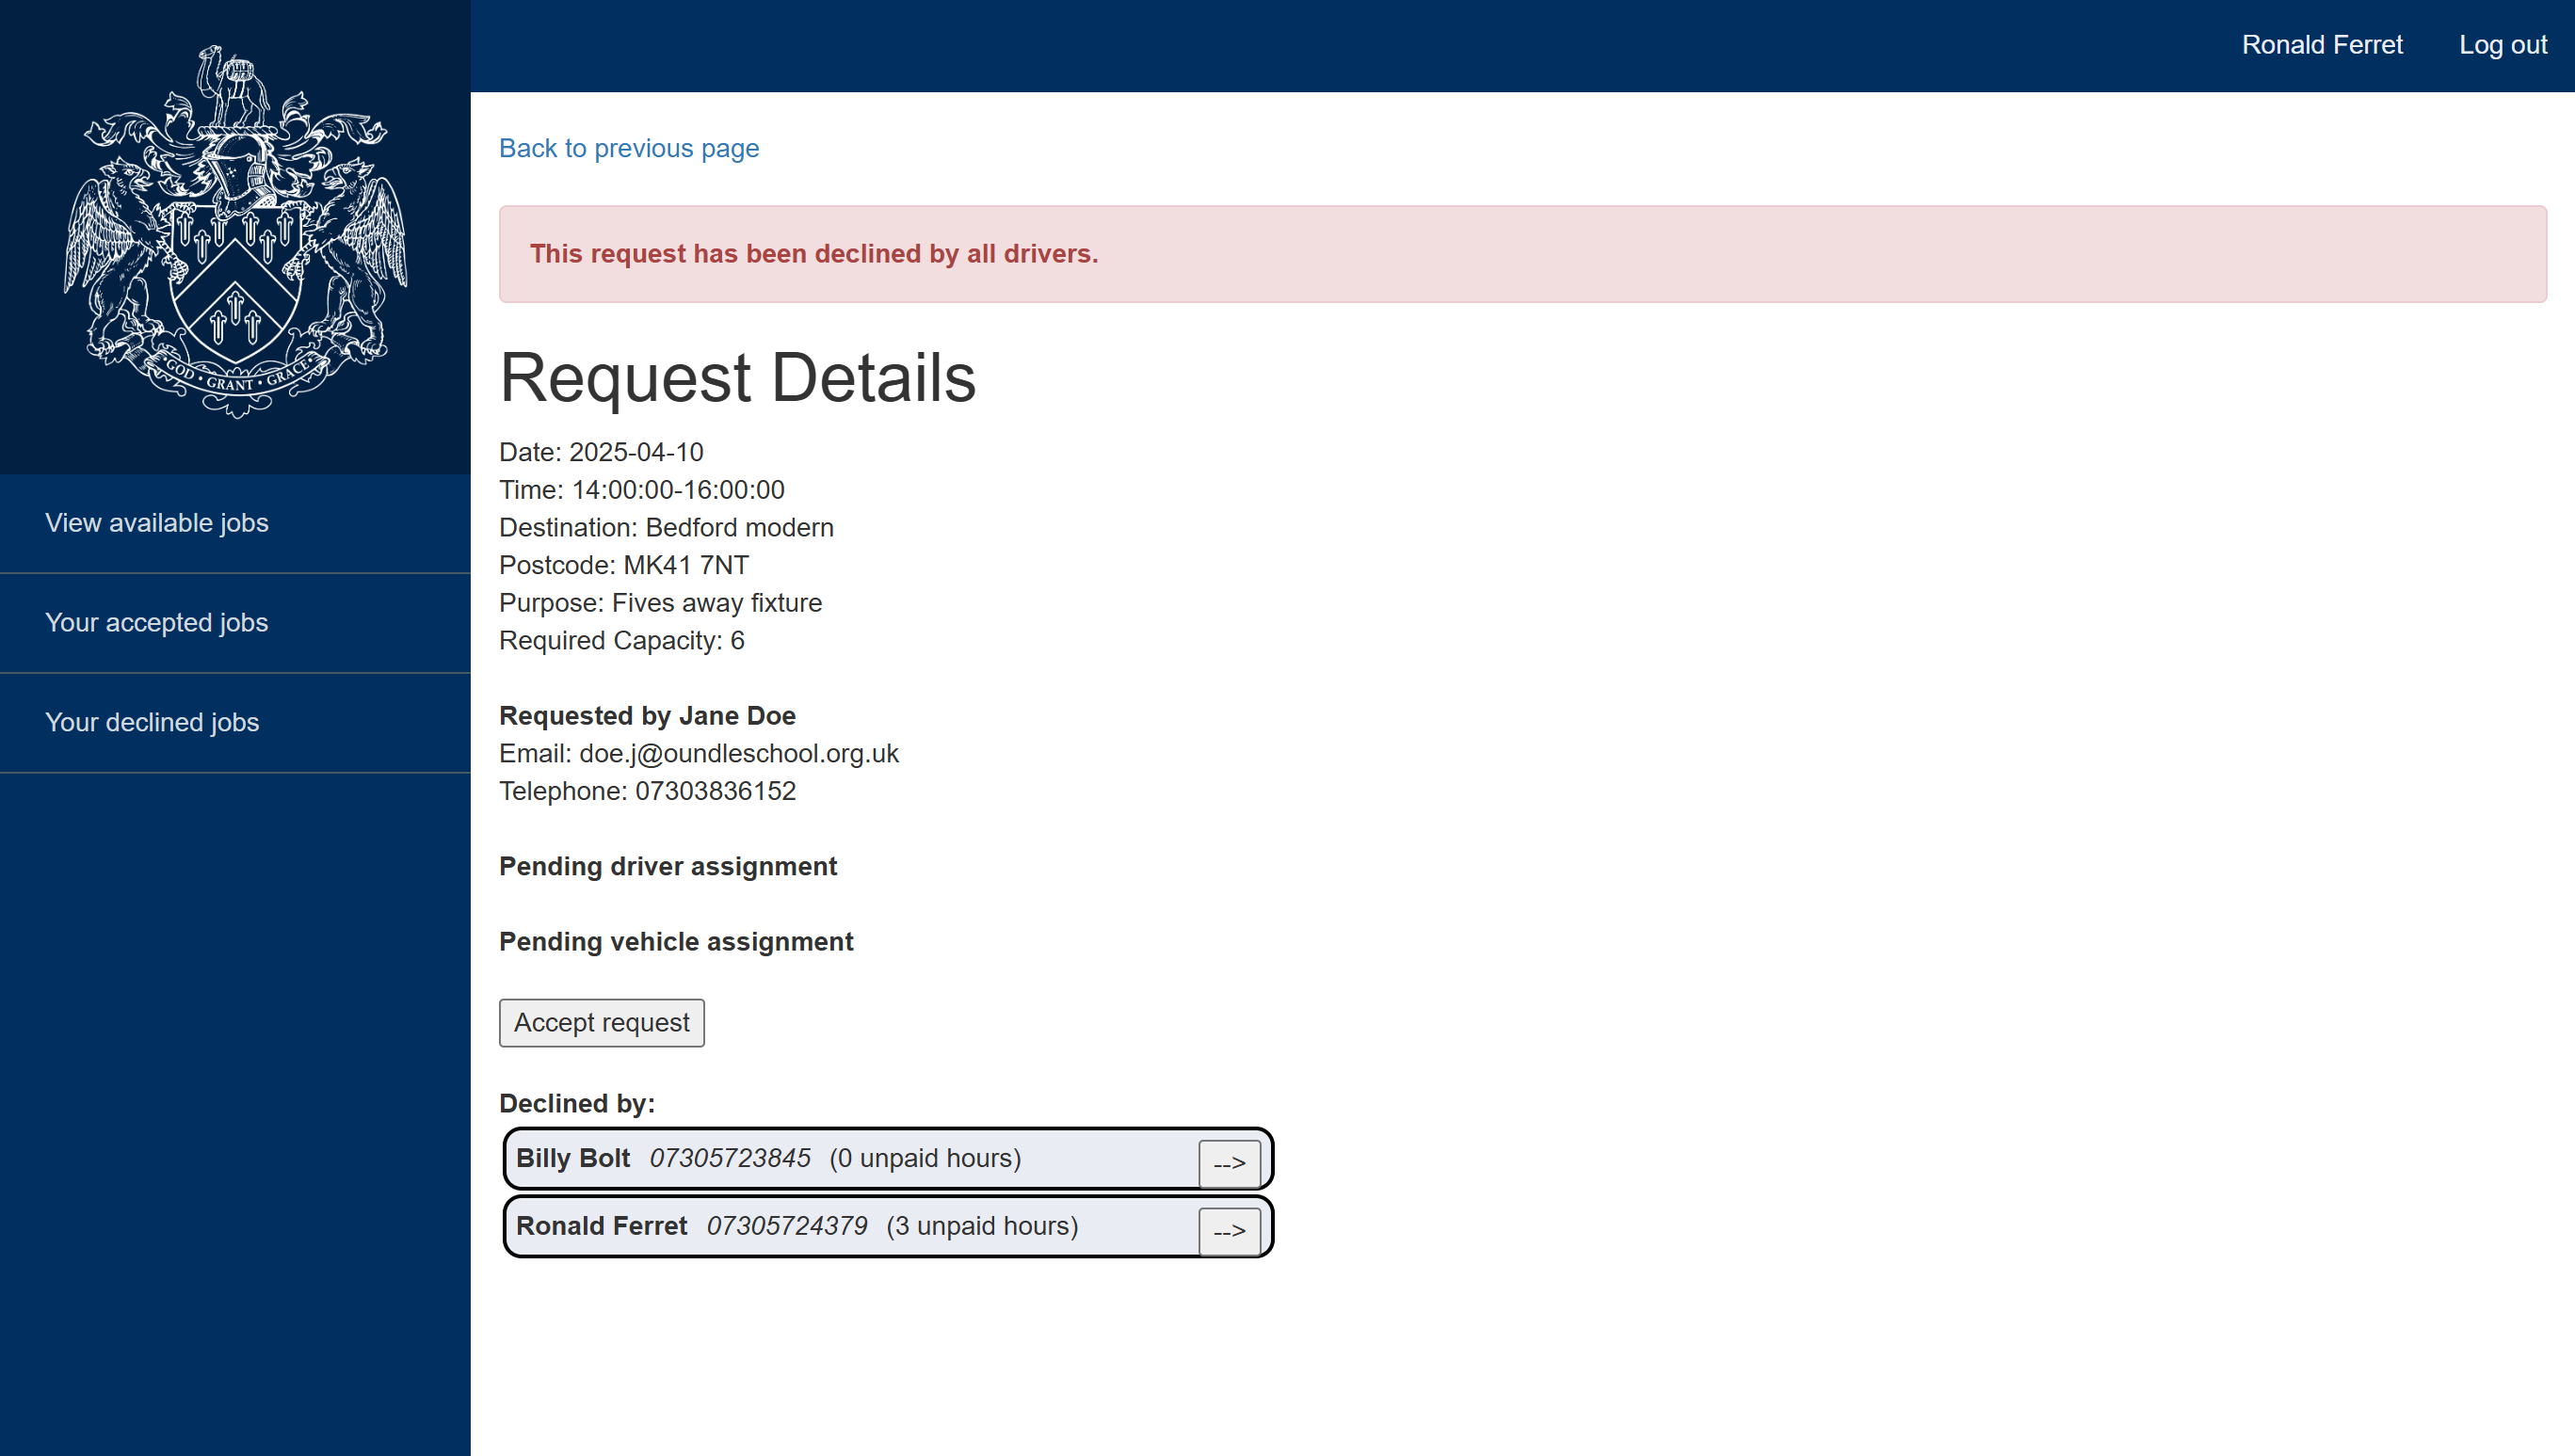 Ronald Ferret Log out
GOD • GRANT • GRACE
View available jobs
Your accepted jobs
Your declined jobs
Back to previous page
This request has been declined by all drivers.
Request Details
Date: 2025-04-10
Time: 14:00:00-16:00:00
Destination: Bedford modern
Postcode: MK41 7NT
Purpose: Fives away fixture
Required Capacity: 6
Requested by Jane Doe
Email: doe.j@oundleschool.org.uk
Telephone: 07303836152
Pending driver assignment
Pending vehicle assignment
Accept request
Declined by:
Billy Bolt 07305723845 (0 unpaid hours) -->
Ronald Ferret 07305724379 (3 unpaid hours) -->